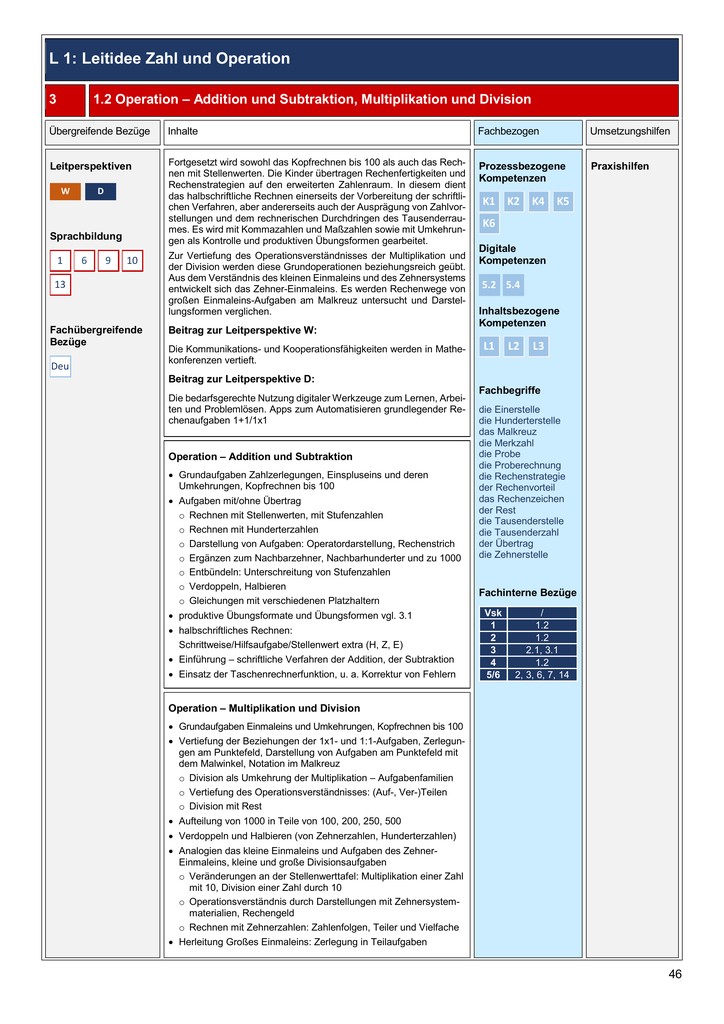 L 1: Leitidee Zahl und Operation
3
1.2 Operation – Addition und Subtraktion, Multiplikation und Division
Übergreifende Bezüge
Inhalte
Fachbezogen
Umsetzungshilfen
Leitperspektiven
W D
Sprachbildung
1 6 9 10
13
Fachübergreifende
Bezüge
Deu
Fortgesetzt wird sowohl das Kopfrechnen bis 100 als auch das Rech-
nen mit Stellenwerten. Die Kinder übertragen Rechenfertigkeiten und
Rechenstrategien auf den erweiterten Zahlenraum. In diesem dient
das halbschriftliche Rechnen einerseits der Vorbereitung der schriftli-
chen Verfahren, aber andererseits auch der Ausprägung von Zahlvor-
stellungen und dem rechnerischen Durchdringen des Tausenderrau-
mes. Es wird mit Kommazahlen und Maßzahlen sowie mit Umkehrun-
gen als Kontrolle und produktiven Übungsformen gearbeitet.
Zur Vertiefung des Operationsverständnisses der Multiplikation und
der Division werden diese Grundoperationen beziehungsreich geübt.
Aus dem Verständnis des kleinen Einmaleins und des Zehnersystems
entwickelt sich das Zehner-Einmaleins. Es werden Rechenwege von
großen Einmaleins-Aufgaben am Malkreuz untersucht und Darstel-
lungsformen verglichen.
Beitrag zur Leitperspektive W:
Die Kommunikations- und Kooperationsfähigkeiten werden in Mathe-
konferenzen vertieft.
Beitrag zur Leitperspektive D:
Die bedarfsgerechte Nutzung digitaler Werkzeuge zum Lernen, Arbei-
ten und Problemlösen. Apps zum Automatisieren grundlegender Re-
chenaufgaben 1+1/1x1
Operation – Addition und Subtraktion
• Grundaufgaben Zahlzerlegungen, Einspluseins und deren
Umkehrungen, Kopfrechnen bis 100
• Aufgaben mit/ohne Übertrag
o Rechnen mit Stellenwerten, mit Stufenzahlen
o Rechnen mit Hunderterzahlen
o Darstellung von Aufgaben: Operatordarstellung, Rechenstrich
o Ergänzen zum Nachbarzehner, Nachbarhunderter und zu 1000
o Entbündeln: Unterschreitung von Stufenzahlen
o Verdoppeln, Halbieren
o Gleichungen mit verschiedenen Platzhaltern
• produktive Übungsformate und Übungsformen vgl. 3.1
• halbschriftliches Rechnen:
Schrittweise/Hilfsaufgabe/Stellenwert extra (H, Z, E)
• Einführung – schriftliche Verfahren der Addition, der Subtraktion
• Einsatz der Taschenrechnerfunktion, u. a. Korrektur von Fehlern
Operation – Multiplikation und Division
• Grundaufgaben Einmaleins und Umkehrungen, Kopfrechnen bis 100
• Vertiefung der Beziehungen der 1x1- und 1:1-Aufgaben, Zerlegun-
gen am Punktefeld, Darstellung von Aufgaben am Punktefeld mit
dem Malwinkel, Notation im Malkreuz
o Division als Umkehrung der Multiplikation – Aufgabenfamilien
o Vertiefung des Operationsverständnisses: (Auf-, Ver-)Teilen
o Division mit Rest
• Aufteilung von 1000 in Teile von 100, 200, 250, 500
• Verdoppeln und Halbieren (von Zehnerzahlen, Hunderterzahlen)
• Analogien das kleine Einmaleins und Aufgaben des Zehner-
Einmaleins, kleine und große Divisionsaufgaben
o Veränderungen an der Stellenwerttafel: Multiplikation einer Zahl
mit 10, Division einer Zahl durch 10
o Operationsverständnis durch Darstellungen mit Zehnersystem-
materialien, Rechengeld
o Rechnen mit Zehnerzahlen: Zahlenfolgen, Teiler und Vielfache
• Herleitung Großes Einmaleins: Zerlegung in Teilaufgaben
Prozessbezogene
Kompetenzen
K1 K2 K4 K5
K6
Digitale
Kompetenzen
5.2 5.4
Inhaltsbezogene
Kompetenzen
L1 L2 L3
Fachbegriffe
die Einerstelle
die Hunderterstelle
das Malkreuz
die Merkzahl
die Probe
die Proberechnung
die Rechenstrategie
der Rechenvorteil
das Rechenzeichen
der Rest
die Tausenderstelle
die Tausenderzahl
der Übertrag
die Zehnerstelle
Fachinterne Bezüge
Vsk /
1 1.2
2 1.2
3 2.1, 3.1
4 1.2
5/6 2, 3, 6, 7, 14
Praxishilfen
46